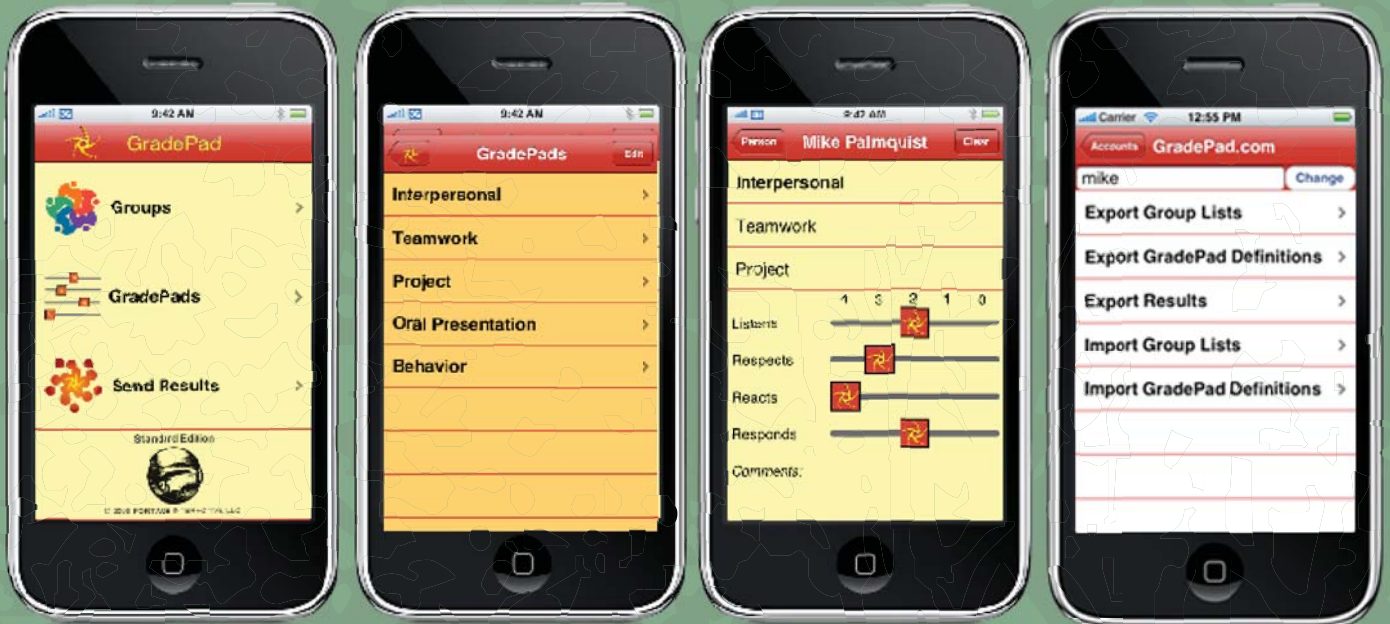 9:42 AM
GradePad
Groups
GradePads
Send Results
Standard Edition
9:42 AM
GradePads
Edit
Interpersonal
Teamwork
Project
Oral Presentation
Behavior
9:42 AM
Person
Mike Palmquist
Clear
Interpersonal
Teamwork
Project
4 3 2 1 0
Listens
Respects
Reacts
Responds
Comments:
Carrier 12:55 PM
Accounts
GradePad.com
mike
Change
Export Group Lists
Export GradePad Definitions
Export Results
Import Group Lists
Import GradePad Definitions